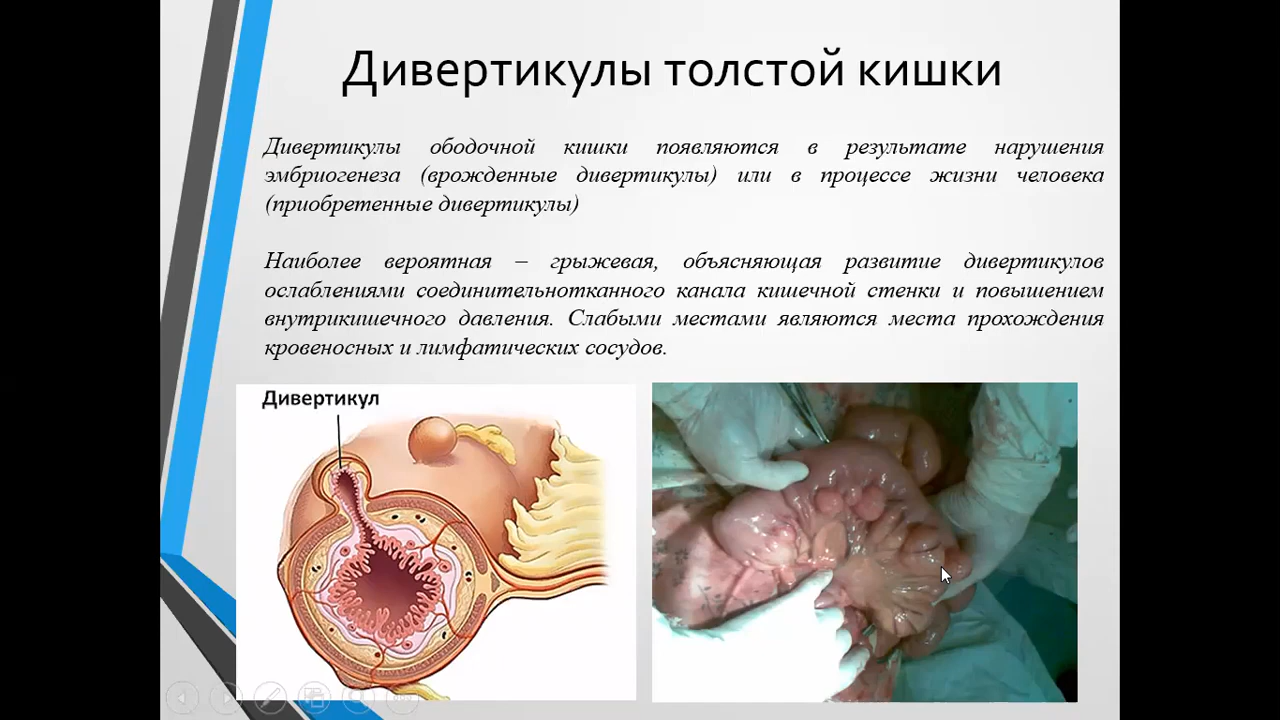 Дивертикулы толстой кишки
Дивертикулы ободочной кишки появляются в результате нарушения
эмбриогенеза (врожденные дивертикулы) или в процессе жизни человека
(приобретенные дивертикулы)
Наиболее вероятная – грыжевая, объясняющая развитие дивертикулов
ослаблениями соединительнотканного канала кишечной стенки и повышением
внутрикишечного давления. Слабыми местами являются места прохождения
кровеносных и лимфатических сосудов.
Дивертикул